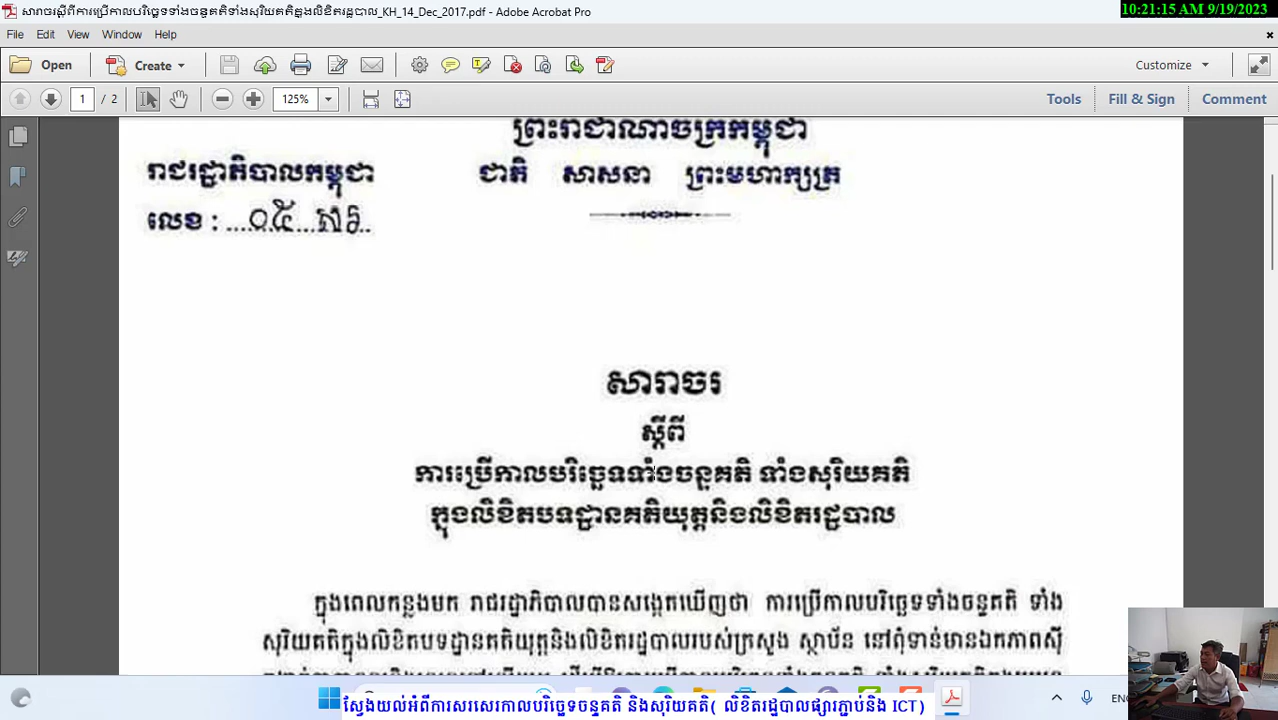 សារាចរស្តីពីការប្រើកាលបរិច្ឆេទទាំងចន្ទគតិទាំងសុរិយគតិក្នុងលិខិតរដ្ឋបាល_KH_14_Dec_2017.pdf - Adobe Acrobat Pro
10:21:15 AM 9/19/2023
File Edit View Window Help
Open Create Customize
1 / 2 125% Tools Fill & Sign Comment
ព្រះរាជាណាចក្រកម្ពុជា
រាជរដ្ឋាភិបាលកម្ពុជា ជាតិ សាសនា ព្រះមហាក្សត្រ
លេខ : ....០៥...សរ..
សារាចរ
ស្តីពី
ការប្រើកាលបរិច្ឆេទទាំងចន្ទគតិ ទាំងសុរិយគតិ
ក្នុងលិខិតបទដ្ឋានគតិយុត្តនិងលិខិតរដ្ឋបាល
ក្នុងពេលកន្លងមក រាជរដ្ឋាភិបាលបានសង្កេតឃើញថា ការប្រើកាលបរិច្ឆេទទាំងចន្ទគតិ ទាំង
សុរិយគតិក្នុងលិខិតបទដ្ឋានគតិយុត្តនិងលិខិតរដ្ឋបាលរបស់ក្រសួង ស្ថាប័ន នៅពុំទាន់មានឯកភាពស៊ី
ENG
ស្វែងយល់អំពីការសរសេរកាលបរិច្ឆេទចន្ទគតិ និងសុរិយគតិ( លិខិតរដ្ឋបាលផ្សារភ្ជាប់និង ICT)